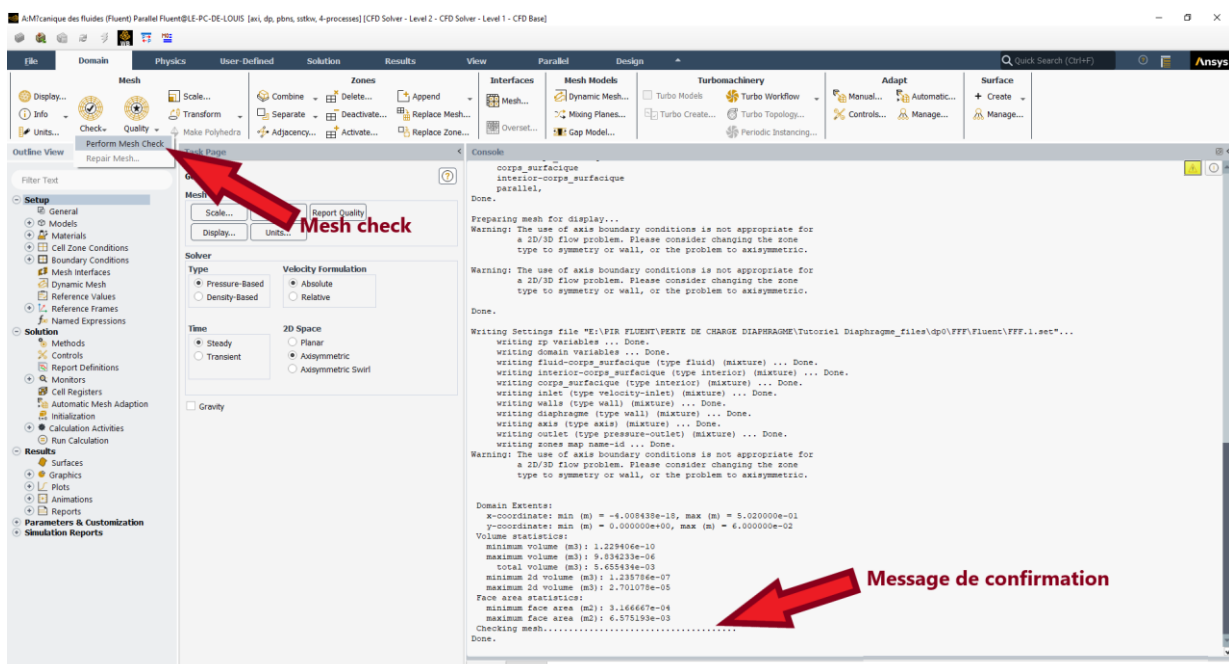 A:M?canique des fluides (Fluent) Parallel Fluent@LE-PC-DE-LOUIS [axi, dp, pbns, sstkw, 4-processes] [CFD Solver - Level 2 - CFD Solver - Level 1 - CFD Base]
File Domain Physics User-Defined Solution Results View Parallel Design Quick Search (Ctrl+F) Ansys
Mesh Zones Interfaces Mesh Models Turbomachinery Adapt Surface
Display... Scale... Combine Delete... Append Mesh... Dynamic Mesh... Turbo Models Turbo Workflow Manual... Automatic... + Create
Info Check Quality Transform Separate Deactivate... Replace Mesh... Mixing Planes... Turbo Create... Turbo Topology... Controls... Manage... Manage...
Units... Make Polyhedra Adjacency... Activate... Replace Zone... Overset... Gap Model... Periodic Instancing...
Perform Mesh Check
Repair Mesh...
Outline View
Filter Text
Setup
General
Models
Materials
Cell Zone Conditions
Boundary Conditions
Mesh Interfaces
Dynamic Mesh
Reference Values
Reference Frames
Named Expressions
Solution
Methods
Controls
Report Definitions
Monitors
Cell Registers
Automatic Mesh Adaption
Initialization
Calculation Activities
Run Calculation
Results
Surfaces
Graphics
Plots
Animations
Reports
Parameters & Customization
Simulation Reports
Task Page
Mesh
Scale... Report Quality
Display... Units...
Mesh check
Solver
Type Velocity Formulation
Pressure-Based Absolute
Density-Based Relative
Time 2D Space
Steady Planar
Transient Axisymmetric
Axisymmetric Swirl
Gravity
Console
corps_surfacique
interior-corps_surfacique
parallel,
Done.
Preparing mesh for display...
Warning: The use of axis boundary conditions is not appropriate for
a 2D/3D flow problem. Please consider changing the zone
type to symmetry or wall, or the problem to axisymmetric.
Warning: The use of axis boundary conditions is not appropriate for
a 2D/3D flow problem. Please consider changing the zone
type to symmetry or wall, or the problem to axisymmetric.
Done.
Writing Settings file "E:\PIR FLUENT\PERTE DE CHARGE DIAPHRAGME\Tutoriel Diaphragme_files\dp0\FFF\Fluent\FFF.1.set"...
writing rp variables ... Done.
writing domain variables ... Done.
writing fluid-corps_surfacique (type fluid) (mixture) ... Done.
writing interior-corps_surfacique (type interior) (mixture) ... Done.
writing corps_surfacique (type interior) (mixture) ... Done.
writing inlet (type velocity-inlet) (mixture) ... Done.
writing walls (type wall) (mixture) ... Done.
writing diaphragme (type wall) (mixture) ... Done.
writing axis (type axis) (mixture) ... Done.
writing outlet (type pressure-outlet) (mixture) ... Done.
writing zones map name-id ... Done.
Warning: The use of axis boundary conditions is not appropriate for
a 2D/3D flow problem. Please consider changing the zone
type to symmetry or wall, or the problem to axisymmetric.
Domain Extents:
x-coordinate: min (m) = -4.008438e-18, max (m) = 5.020000e-01
y-coordinate: min (m) = 0.000000e+00, max (m) = 6.000000e-02
Volume statistics:
minimum volume (m3): 1.229406e-10
maximum volume (m3): 9.834233e-06
total volume (m3): 5.655434e-03
minimum 2d volume (m3): 1.235786e-07
maximum 2d volume (m3): 2.701078e-05
Face area statistics:
minimum face area (m2): 3.166667e-04
maximum face area (m2): 6.575193e-03
Checking mesh.....................................
Done.
Message de confirmation